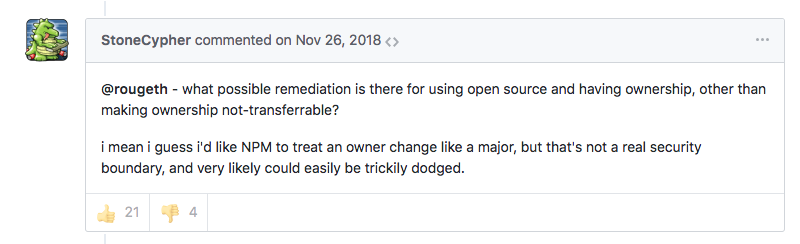 StoneCypher commented on Nov 26, 2018 <>
@rougeth - what possible remediation is there for using open source and having ownership, other than
making ownership not-transferrable?
i mean i guess i'd like NPM to treat an owner change like a major, but that's not a real security
boundary, and very likely could easily be trickily dodged.
👍 21 👎 4